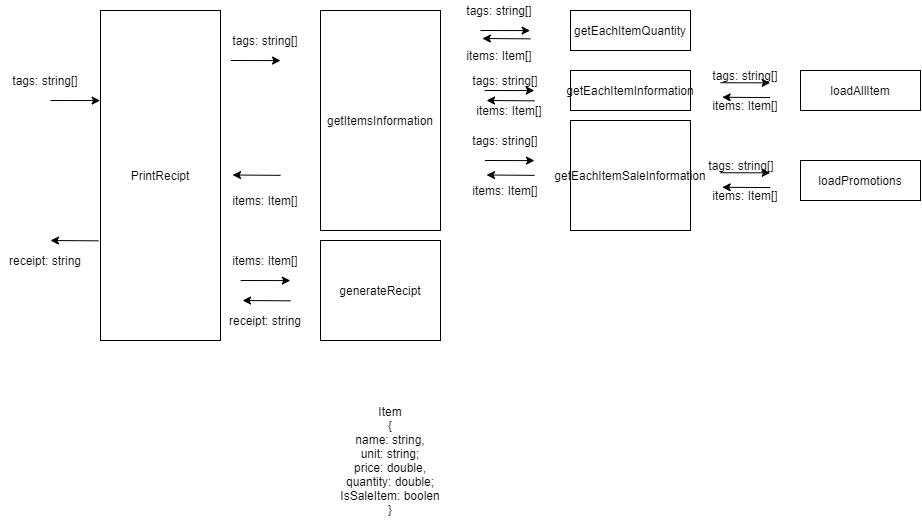 tags: string[]
PrintRecipt
receipt: string
tags: string[]
items: Item[]
items: Item[]
receipt: string
getItemsInformation
generateRecipt
tags: string[]
items: Item[]
getEachItemQuantity
tags: string[]
items: Item[]
getEachItemInformation
tags: string[]
items: Item[]
loadAllItem
tags: string[]
items: Item[]
getEachItemSaleInformation
tags: string[]
items: Item[]
loadPromotions
Item
{
name: string,
unit: string;
price: double,
quantity: double;
IsSaleItem: boolen
}